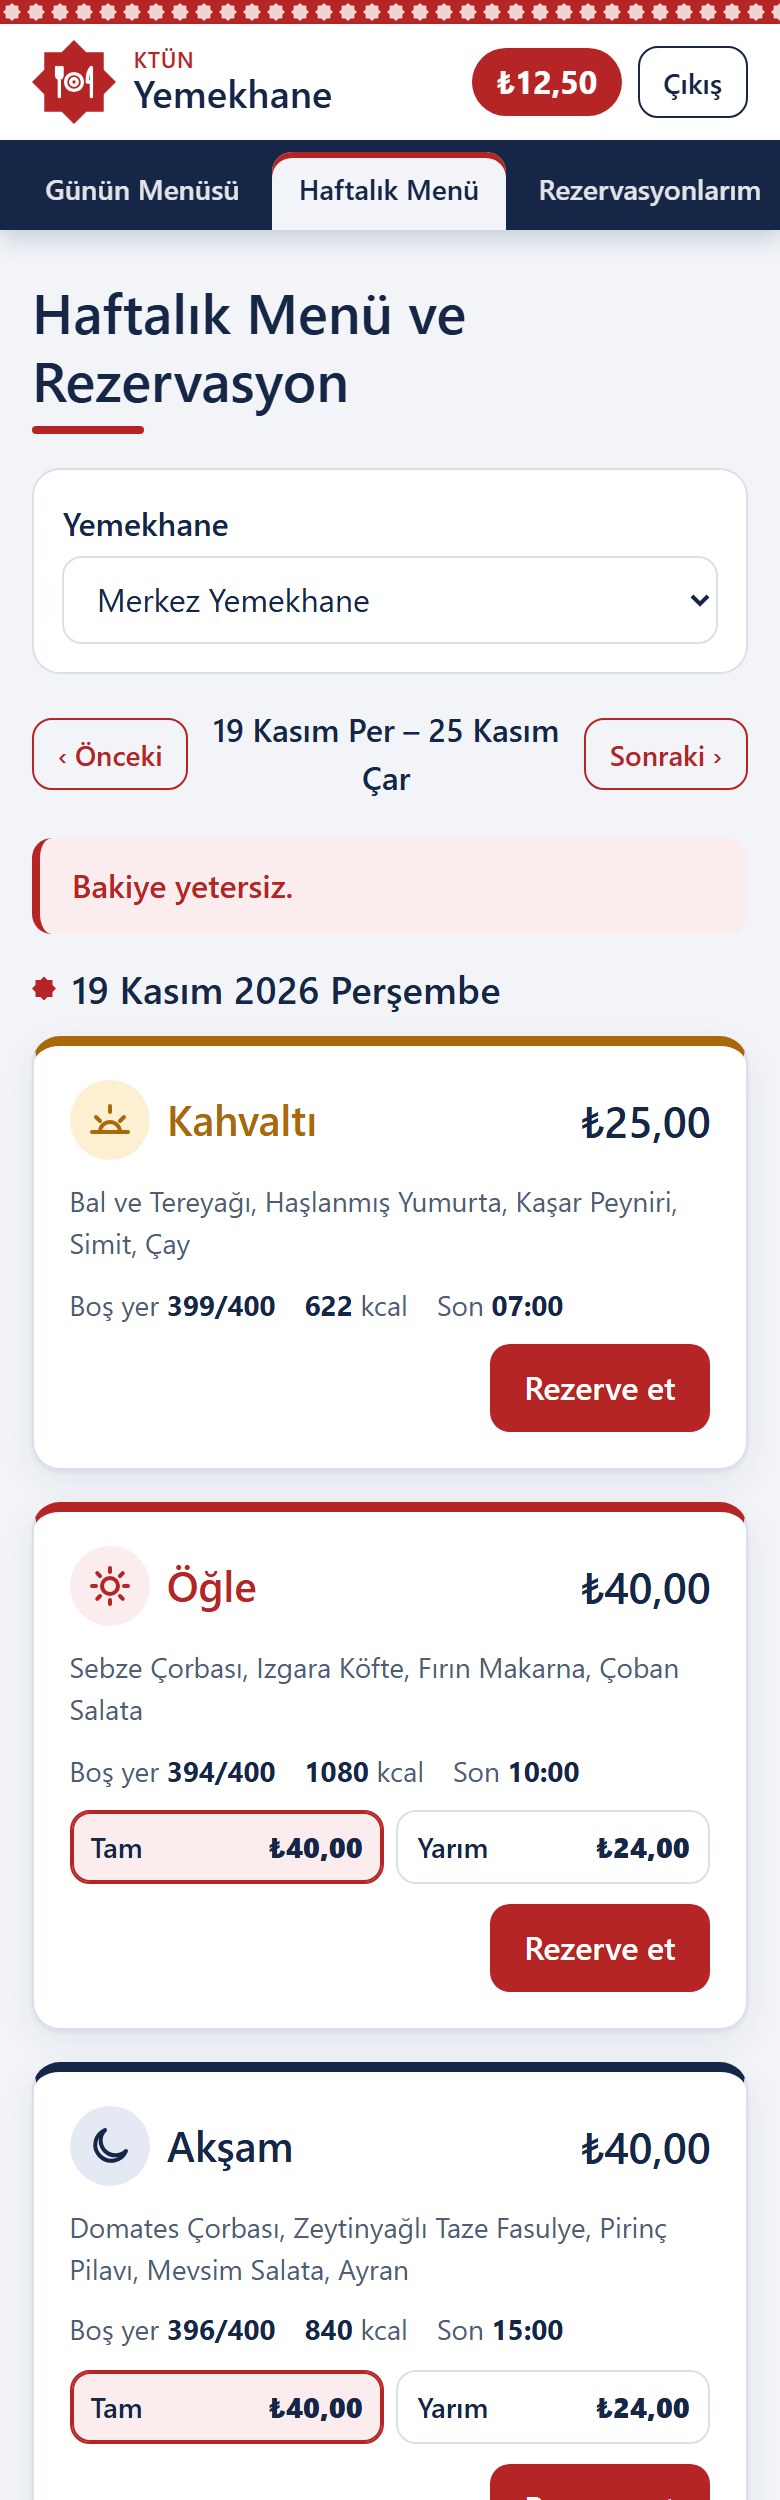 KTÜN
Yemekhane
₺12,50
Çıkış
Günün Menüsü
Haftalık Menü
Rezervasyonlarım
Haftalık Menü ve
Rezervasyon
Yemekhane
Merkez Yemekhane
‹ Önceki
19 Kasım Per – 25 Kasım
Çar
Sonraki ›
Bakiye yetersiz.
19 Kasım 2026 Perşembe
Kahvaltı
₺25,00
Bal ve Tereyağı, Haşlanmış Yumurta, Kaşar Peyniri,
Simit, Çay
Boş yer 399/400 622 kcal Son 07:00
Rezerve et
Öğle
₺40,00
Sebze Çorbası, Izgara Köfte, Fırın Makarna, Çoban
Salata
Boş yer 394/400 1080 kcal Son 10:00
Tam ₺40,00
Yarım ₺24,00
Rezerve et
Akşam
₺40,00
Domates Çorbası, Zeytinyağlı Taze Fasulye, Pirinç
Pilavı, Mevsim Salata, Ayran
Boş yer 396/400 840 kcal Son 15:00
Tam ₺40,00
Yarım ₺24,00